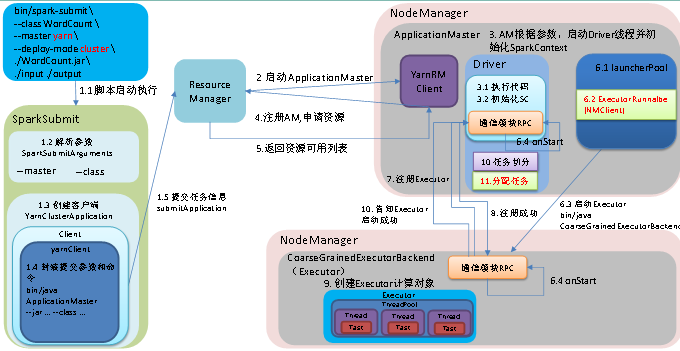 bin/spark-submit \
--class WordCount \
--master yarn \
--deploy-mode cluster \
./WordCount.jar \
./input ./output
1.1脚本启动执行
SparkSubmit
1.2 解析参数
SparkSubmitArguments
--master --class
1.3 创建客户端
YarnClusterApplication
Client
yarnClient
1.4 封装提交参数和命
令
bin/java
ApplicationMaster
--jar ... --class ...
1.5 提交任务信息
submitApplication
Resource
Manager
2 启动ApplicationMaster
4.注册AM,申请资源
5.返回资源可用列表
NodeManager
ApplicationMaster
3. AM根据参数，启动Driver线程并初
始化SparkContext
YarnRM
Client
Driver
3.1 执行代码
3.2 初始化SC
通信模块RPC
6.4 onStart
10.任务切分
11.分配任务
6.1 launcherPool
6.2 ExecutorRunnalbe
(NMClient)
7.注册Executor
8.注册成功
10.告知Executor
启动成功
6.3 启动Executor
bin/java
CoarseGrainedExecutorBackend
NodeManager
CoarseGrainedExecutorBackend
（Executor）
通信模块RPC
6.4 onStart
9. 创建Executor计算对象
Executor
ThreadPool
Thread
Task
Thread
Task
Thread
Task